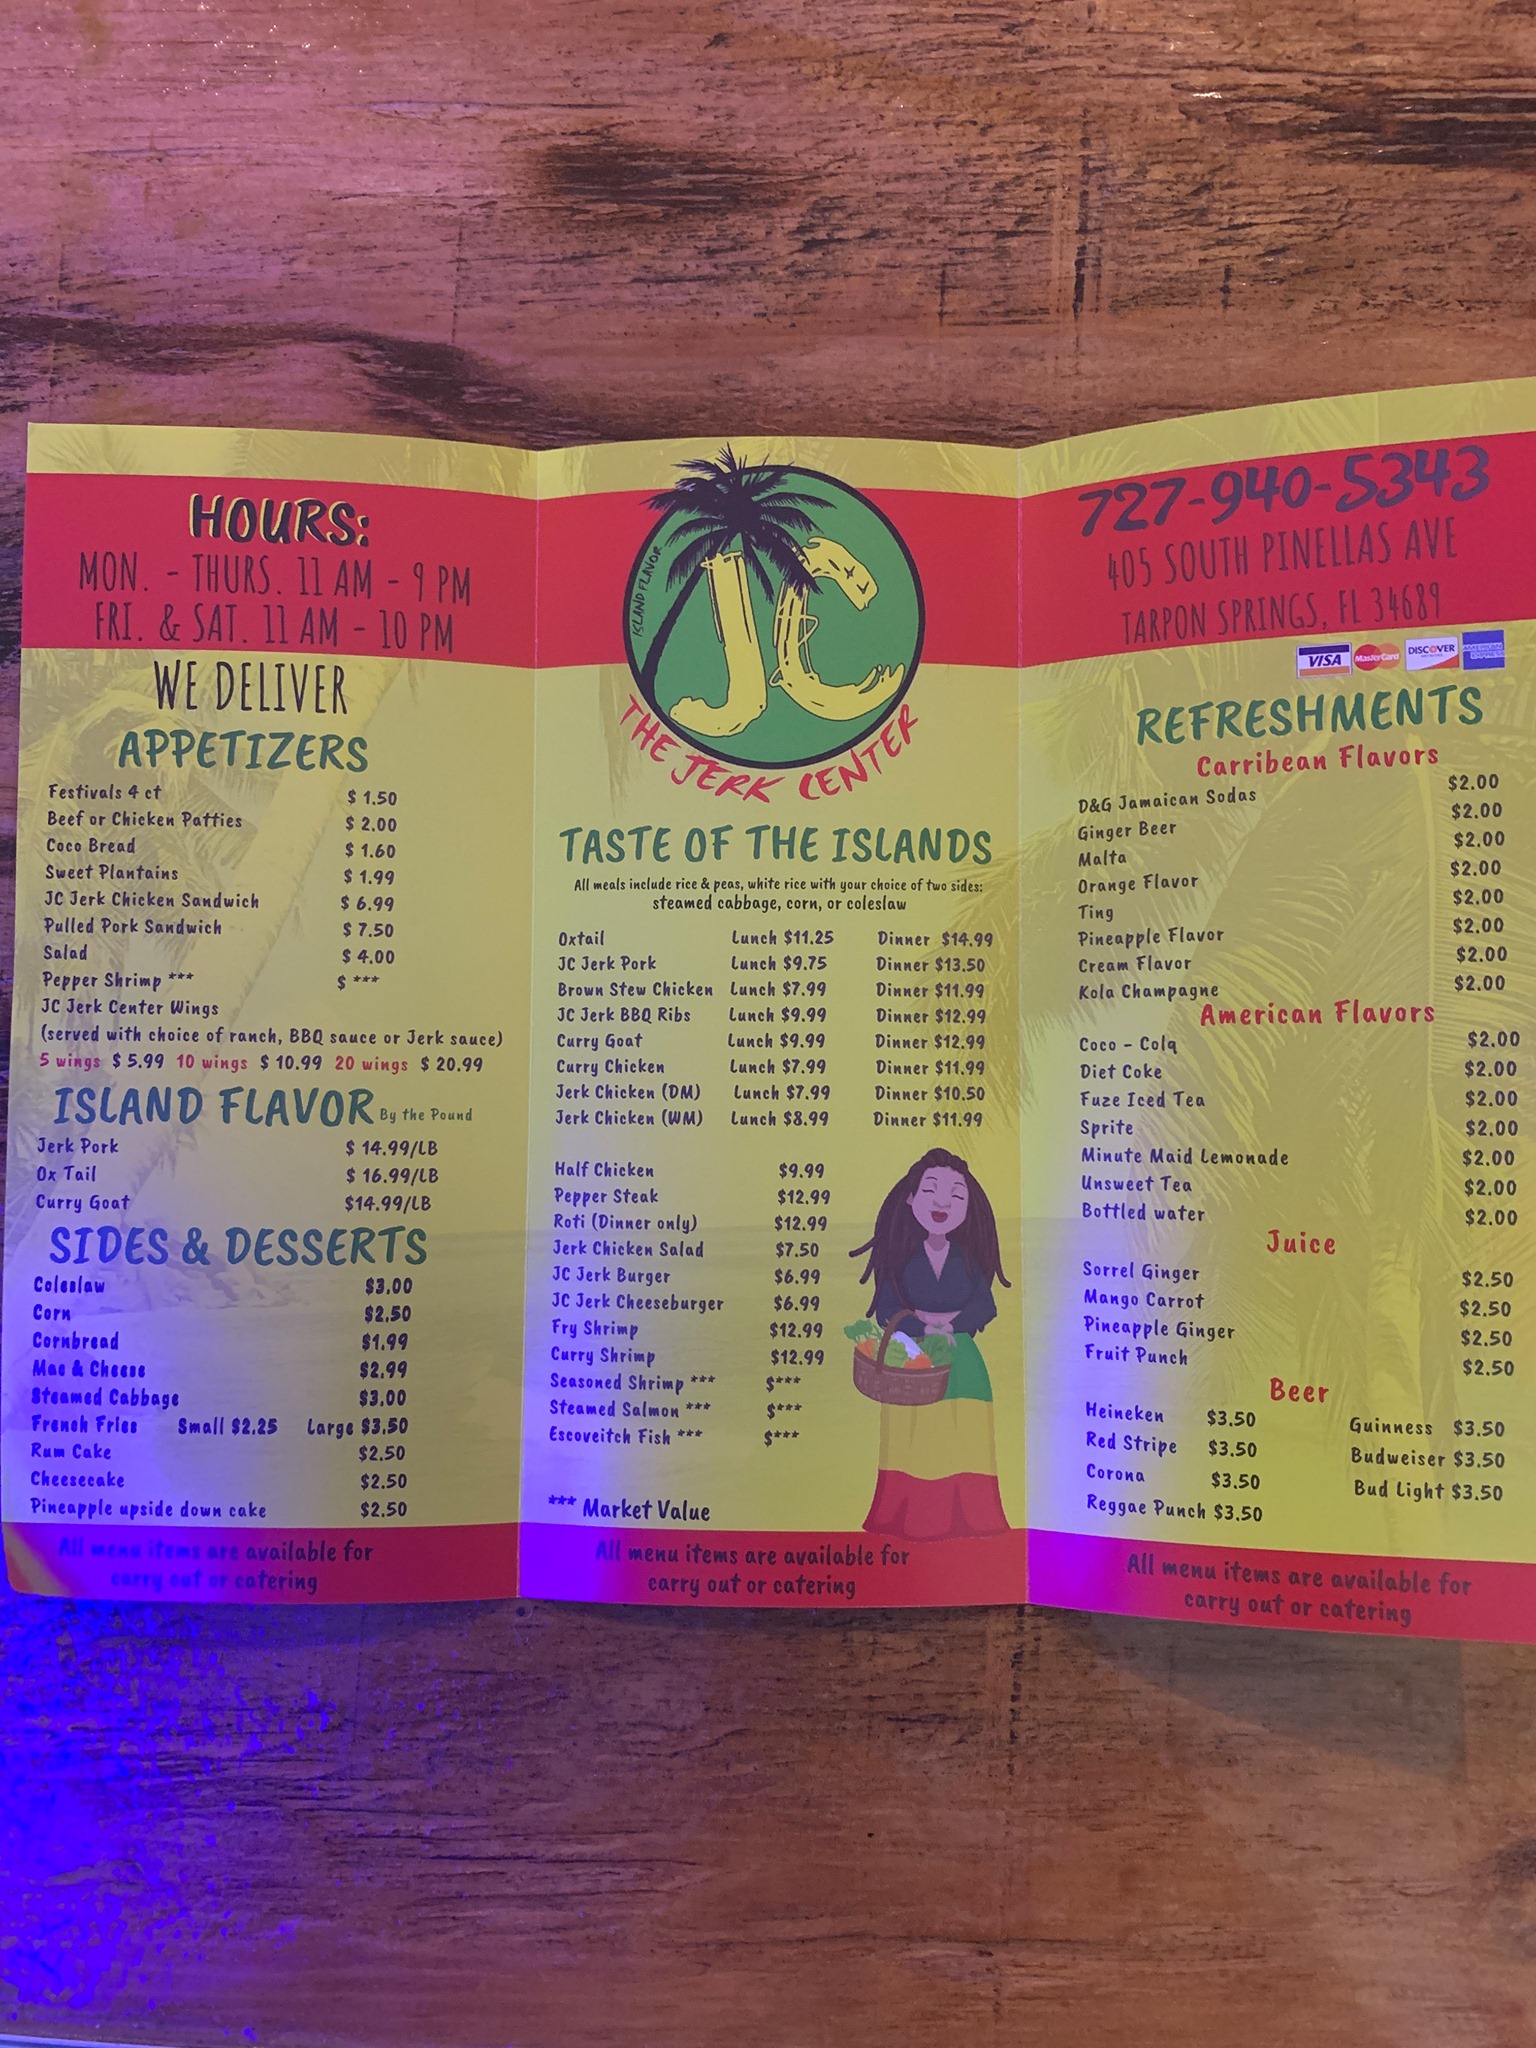 HOURS:
MON. - THURS. 11 AM - 9 PM
FRI. & SAT. 11 AM - 10 PM
WE DELIVER
APPETIZERS
Festivals 4 ct $ 1.50
Beef or Chicken Patties $ 2.00
Coco Bread $ 1.60
Sweet Plantains $ 1.99
JC Jerk Chicken Sandwich $ 6.99
Pulled Pork Sandwich $ 7.50
Salad $ 4.00
Pepper Shrimp *** $ ***
JC Jerk Center Wings
(served with choice of ranch, BBQ sauce or Jerk sauce)
5 wings $ 5.99 10 wings $ 10.99 20 wings $ 20.99
ISLAND FLAVOR By the Pound
Jerk Pork $ 14.99/LB
Ox Tail $ 16.99/LB
Curry Goat $14.99/LB
SIDES & DESSERTS
Coleslaw $3.00
Corn $2.50
Cornbread $1.99
Mac & Cheese $2.99
Steamed Cabbage $3.00
French Fries Small $2.25 Large $3.50
Rum Cake $2.50
Cheesecake $2.50
Pineapple upside down cake $2.50
All menu items are available for
carry out or catering
ISLAND FLAVOR
JC
THE JERK CENTER
TASTE OF THE ISLANDS
All meals include rice & peas, white rice with your choice of two sides:
steamed cabbage, corn, or coleslaw
Oxtail Lunch $11.25 Dinner $14.99
JC Jerk Pork Lunch $9.75 Dinner $13.50
Brown Stew Chicken Lunch $7.99 Dinner $11.99
JC Jerk BBQ Ribs Lunch $9.99 Dinner $12.99
Curry Goat Lunch $9.99 Dinner $12.99
Curry Chicken Lunch $7.99 Dinner $11.99
Jerk Chicken (DM) Lunch $7.99 Dinner $10.50
Jerk Chicken (WM) Lunch $8.99 Dinner $11.99
Half Chicken $9.99
Pepper Steak $12.99
Roti (Dinner only) $12.99
Jerk Chicken Salad $7.50
JC Jerk Burger $6.99
JC Jerk Cheeseburger $6.99
Fry Shrimp $12.99
Curry Shrimp $12.99
Seasoned Shrimp *** $***
Steamed Salmon *** $***
Escoveitch Fish *** $***
*** Market Value
All menu items are available for
carry out or catering
727-940-5343
405 SOUTH PINELLAS AVE
TARPON SPRINGS, FL 34689
VISA MasterCard DISCOVER AMERICAN EXPRESS
REFRESHMENTS
Carribean Flavors
D&G Jamaican Sodas $2.00
Ginger Beer $2.00
Malta $2.00
Orange Flavor $2.00
Ting $2.00
Pineapple Flavor $2.00
Cream Flavor $2.00
Kola Champagne $2.00
American Flavors
Coco - Colq $2.00
Diet Coke $2.00
Fuze Iced Tea $2.00
Sprite $2.00
Minute Maid Lemonade $2.00
Unsweet Tea $2.00
Bottled water $2.00
Juice
Sorrel Ginger $2.50
Mango Carrot $2.50
Pineapple Ginger $2.50
Fruit Punch $2.50
Beer
Heineken $3.50 Guinness $3.50
Red Stripe $3.50 Budweiser $3.50
Corona $3.50 Bud Light $3.50
Reggae Punch $3.50
All menu items are available for
carry out or catering